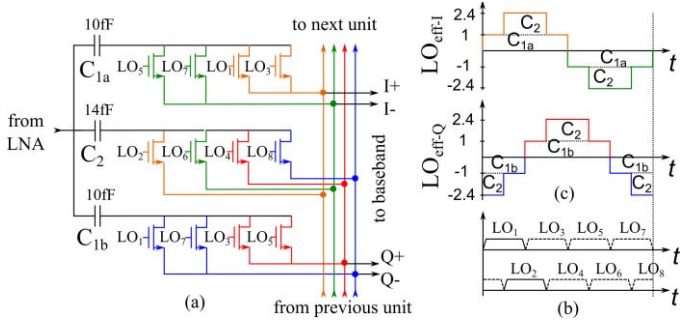 10fF
to next unit
C1a
LO5 LO7 LO1 LO3
I+
I-
from
LNA
14fF
C2
LO2 LO6 LO4 LO8
to baseband
10fF
C1b
LO1 LO7 LO3 LO5
Q+
Q-
(a)
from previous unit
LOeff-I
2.4
1
-1
-2.4
C2
C1a
C1a
C2
t
LOeff-Q
2.4
1
-1
-2.4
C2
C1b
C1b
C1b
C2
C2
(c)
t
LO1 LO3 LO5 LO7
t
LO2 LO4 LO6 LO8
(b)
t